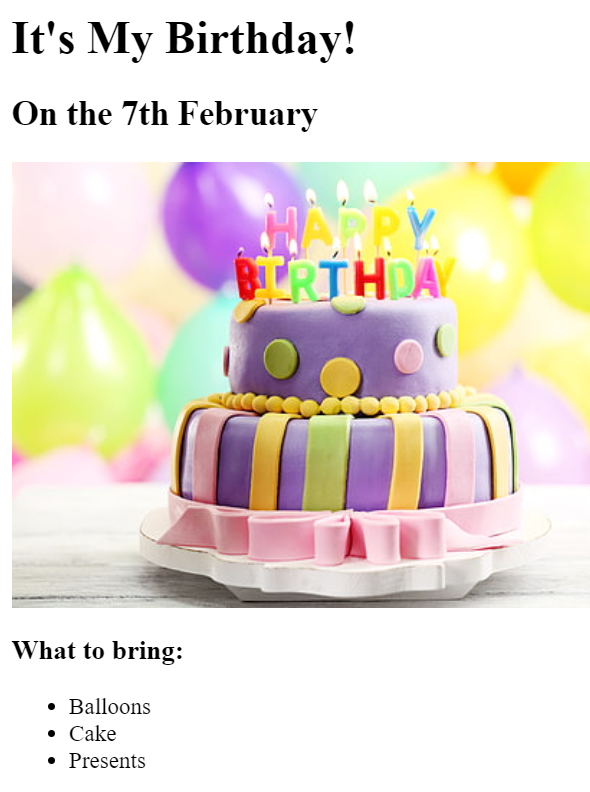 It's My Birthday!
On the 7th February
HAPPY
BIRTHDAY
What to bring:
Balloons
Cake
Presents